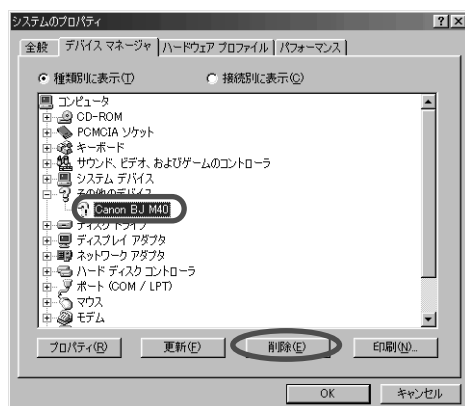 システムのプロパティ
全般 デバイス マネージャ ハードウェア プロファイル パフォーマンス
種類別に表示(T) 接続別に表示(C)
コンピュータ
CD-ROM
PCMCIA ソケット
キーボード
サウンド、ビデオ、およびゲームのコントローラ
システム デバイス
その他のデバイス
Canon BJ M40
ディスク ドライブ
ディスプレイ アダプタ
ネットワーク アダプタ
ハード ディスク コントローラ
ポート (COM / LPT)
マウス
モデム
プロパティ(R) 更新(F) 削除(E) 印刷(N)...
OK キャンセル